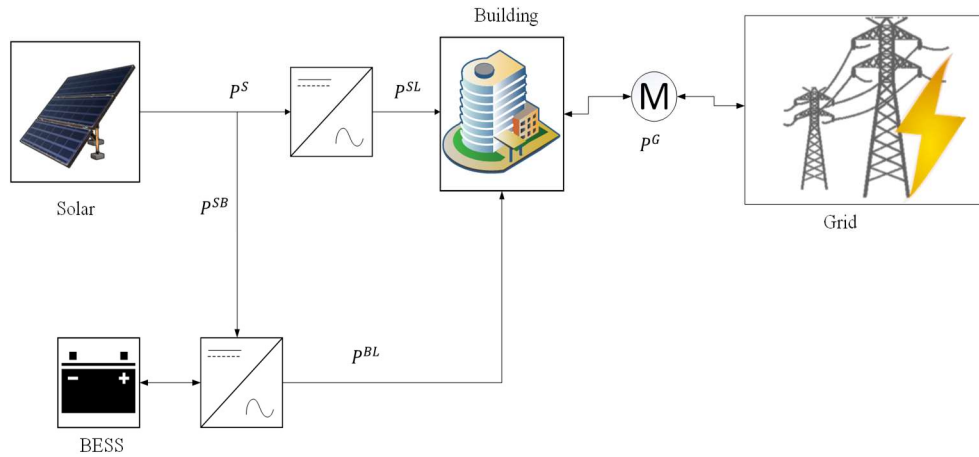 Building
P^S
P^SL
M
P^G
Solar
P^SB
Grid
P^BL
- +
BESS